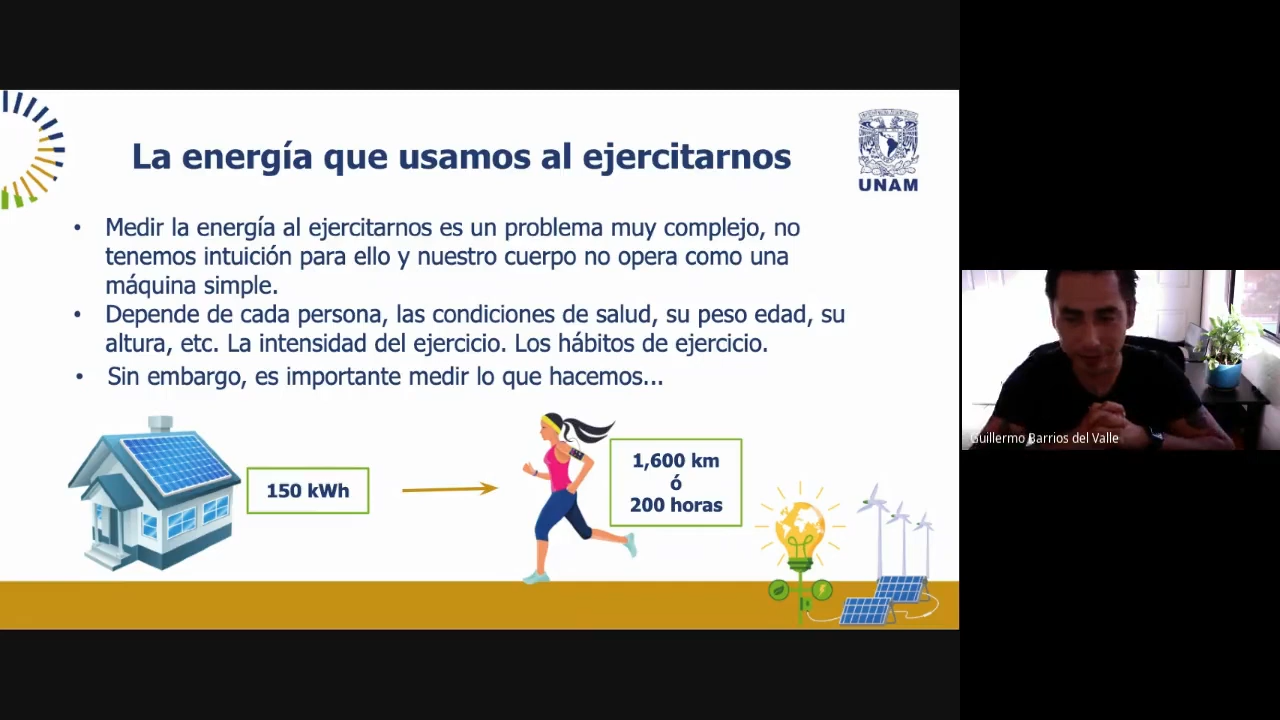 La energía que usamos al ejercitarnos
UNAM
• Medir la energía al ejercitarnos es un problema muy complejo, no
tenemos intuición para ello y nuestro cuerpo no opera como una
máquina simple.
• Depende de cada persona, las condiciones de salud, su peso edad, su
altura, etc. La intensidad del ejercicio. Los hábitos de ejercicio.
• Sin embargo, es importante medir lo que hacemos...
150 kWh
1,600 km
ó
200 horas
Guillermo Barrios del Valle